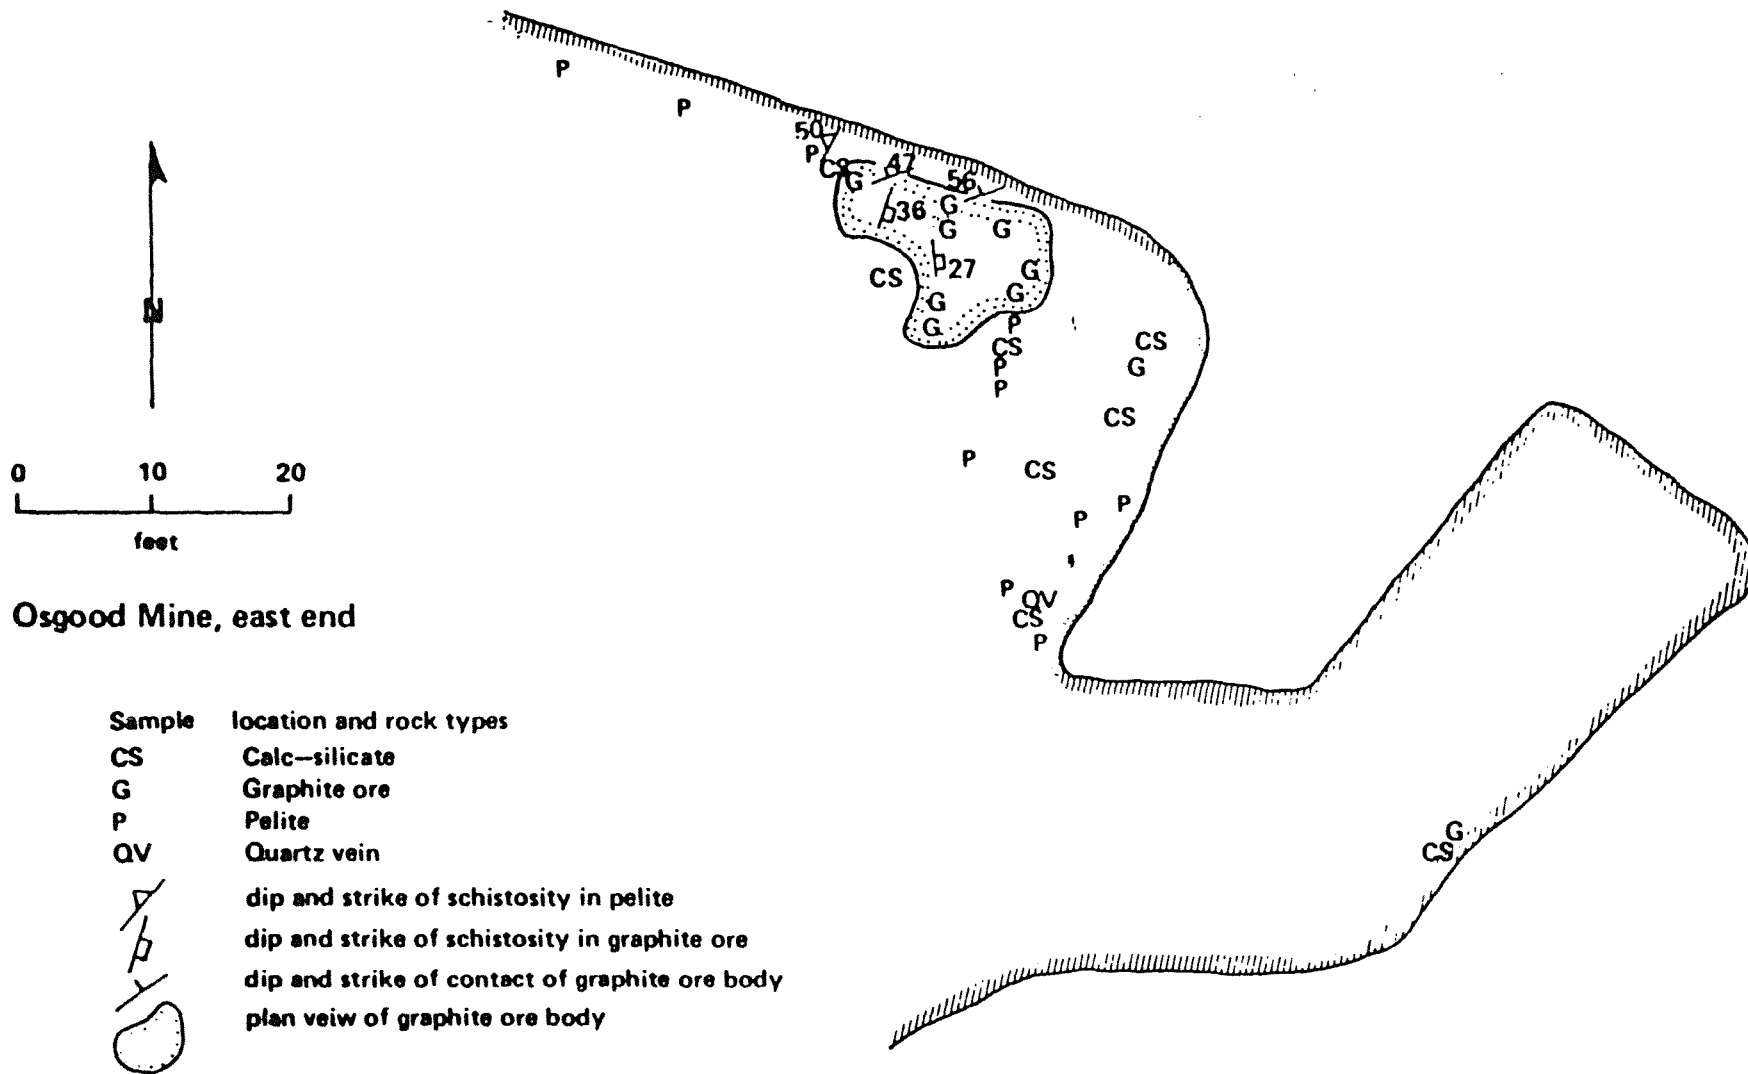 P
P
50
P
CS
G
47
56
36
G
G
G
27
CS
G
G
G
G
P
CS
P
P
CS
G
CS
P
CS
P
P
P
QV
CS
P
G
CS
N
0 10 20
feet
Osgood Mine, east end
Sample location and rock types
CS Calc-silicate
G Graphite ore
P Pelite
QV Quartz vein
dip and strike of schistosity in pelite
dip and strike of schistosity in graphite ore
dip and strike of contact of graphite ore body
plan veiw of graphite ore body